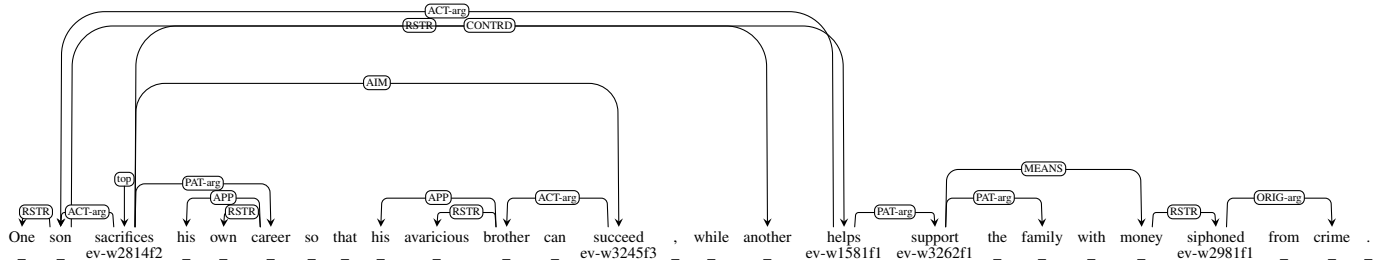 ACT-arg
RSTR CONTRD
AIM
top PAT-arg MEANS
APP APP
RSTR ACT-arg RSTR RSTR ACT-arg PAT-arg PAT-arg RSTR ORIG-arg
One son sacrifices his own career so that his avaricious brother can succeed , while another helps support the family with money siphoned from crime .
_ _ ev-w2814f2 _ _ _ _ _ _ _ _ _ ev-w3245f3 _ _ _ ev-w1581f1 ev-w3262f1 _ _ _ _ ev-w2981f1 _ _ _